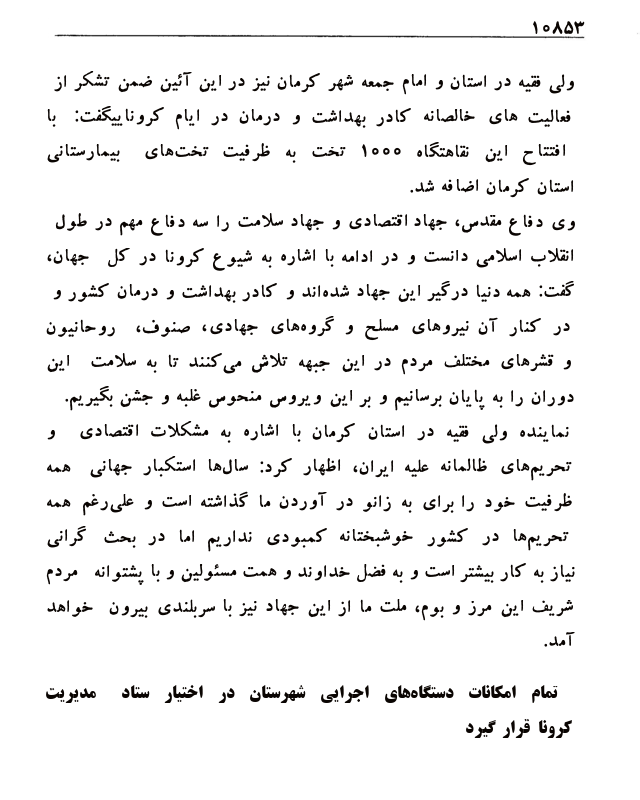 ۱۰۸۵۳
ولی فقیه در استان و امام جمعه شهر کرمان نیز در این آئین ضمن تشکر از
فعالیت های خالصانه کادر بهداشت و درمان در ایام کروناییگفت: با
افتتاح این نقاهتگاه ۱۰۰۰ تخت به ظرفیت تخت‌های بیمارستانی
استان کرمان اضافه شد.
وی دفاع مقدس، جهاد اقتصادی و جهاد سلامت را سه دفاع مهم در طول
انقلاب اسلامی دانست و در ادامه با اشاره به شیوع کرونا در کل جهان،
گفت: همه دنیا درگیر این جهاد شده‌اند و کادر بهداشت و درمان کشور و
در کنار آن نیروهای مسلح و گروه‌های جهادی، صنوف، روحانیون
و قشرهای مختلف مردم در این جبهه تلاش می‌کنند تا به سلامت این
دوران را به پایان برسانیم و بر این ویروس منحوس غلبه و جشن بگیریم.
نماینده ولی فقیه در استان کرمان با اشاره به مشکلات اقتصادی و
تحریم‌های ظالمانه علیه ایران، اظهار کرد: سال‌ها استکبار جهانی همه
ظرفیت خود را برای به زانو در آوردن ما گذاشته است و علی‌رغم همه
تحریم‌ها در کشور خوشبختانه کمبودی نداریم اما در بحث گرانی
نیاز به کار بیشتر است و به فضل خداوند و همت مسئولین و با پشتوانه مردم
شریف این مرز و بوم، ملت ما از این جهاد نیز با سربلندی بیرون خواهد
آمد.
تمام امکانات دستگاه‌های اجرایی شهرستان در اختیار ستاد مدیریت
کرونا قرار گیرد